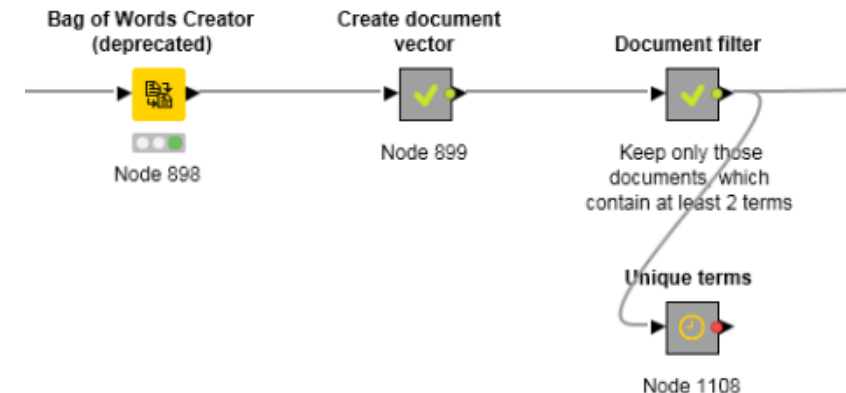 Bag of Words Creator
(deprecated)
Node 898
Create document
vector
Node 899
Document filter
Keep only those
documents, which
contain at least 2 terms
Unique terms
Node 1108